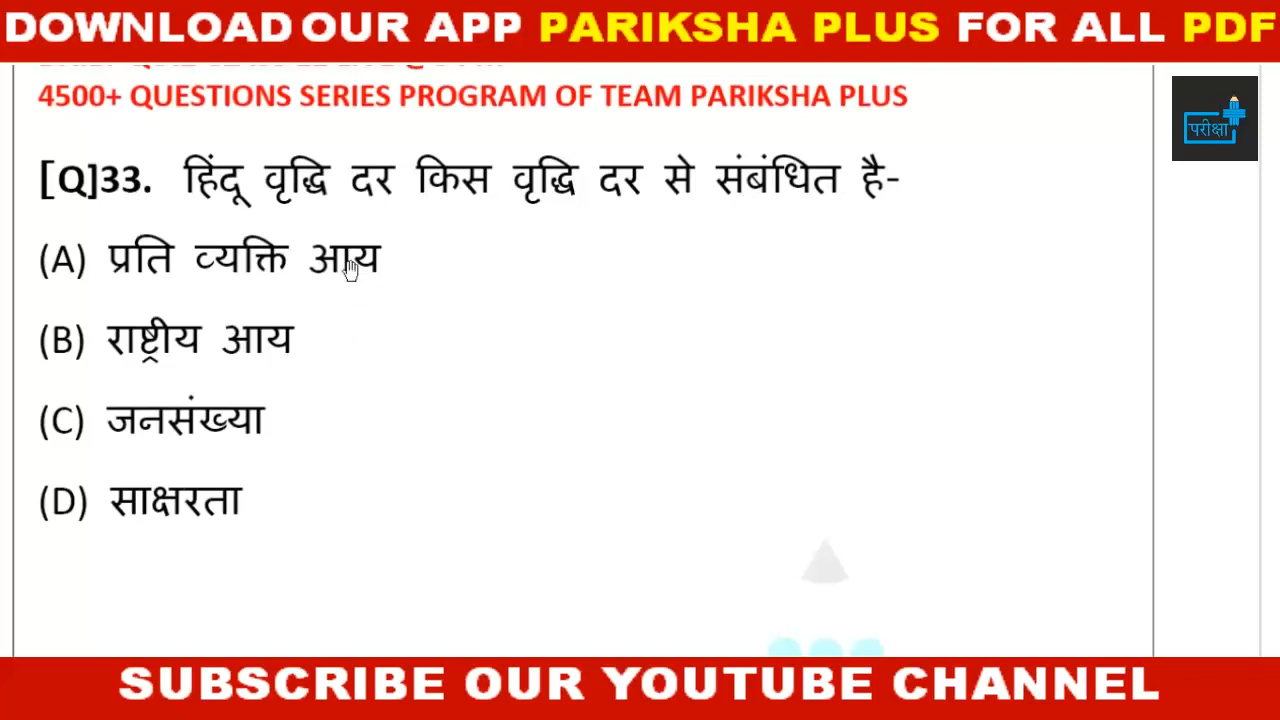 DOWNLOAD OUR APP PARIKSHA PLUS FOR ALL PDF
4500+ QUESTIONS SERIES PROGRAM OF TEAM PARIKSHA PLUS
परीक्षा
[Q]33. हिंदू वृद्धि दर किस वृद्धि दर से संबंधित है-
(A) प्रति व्यक्ति आय
(B) राष्ट्रीय आय
(C) जनसंख्या
(D) साक्षरता
SUBSCRIBE OUR YOUTUBE CHANNEL